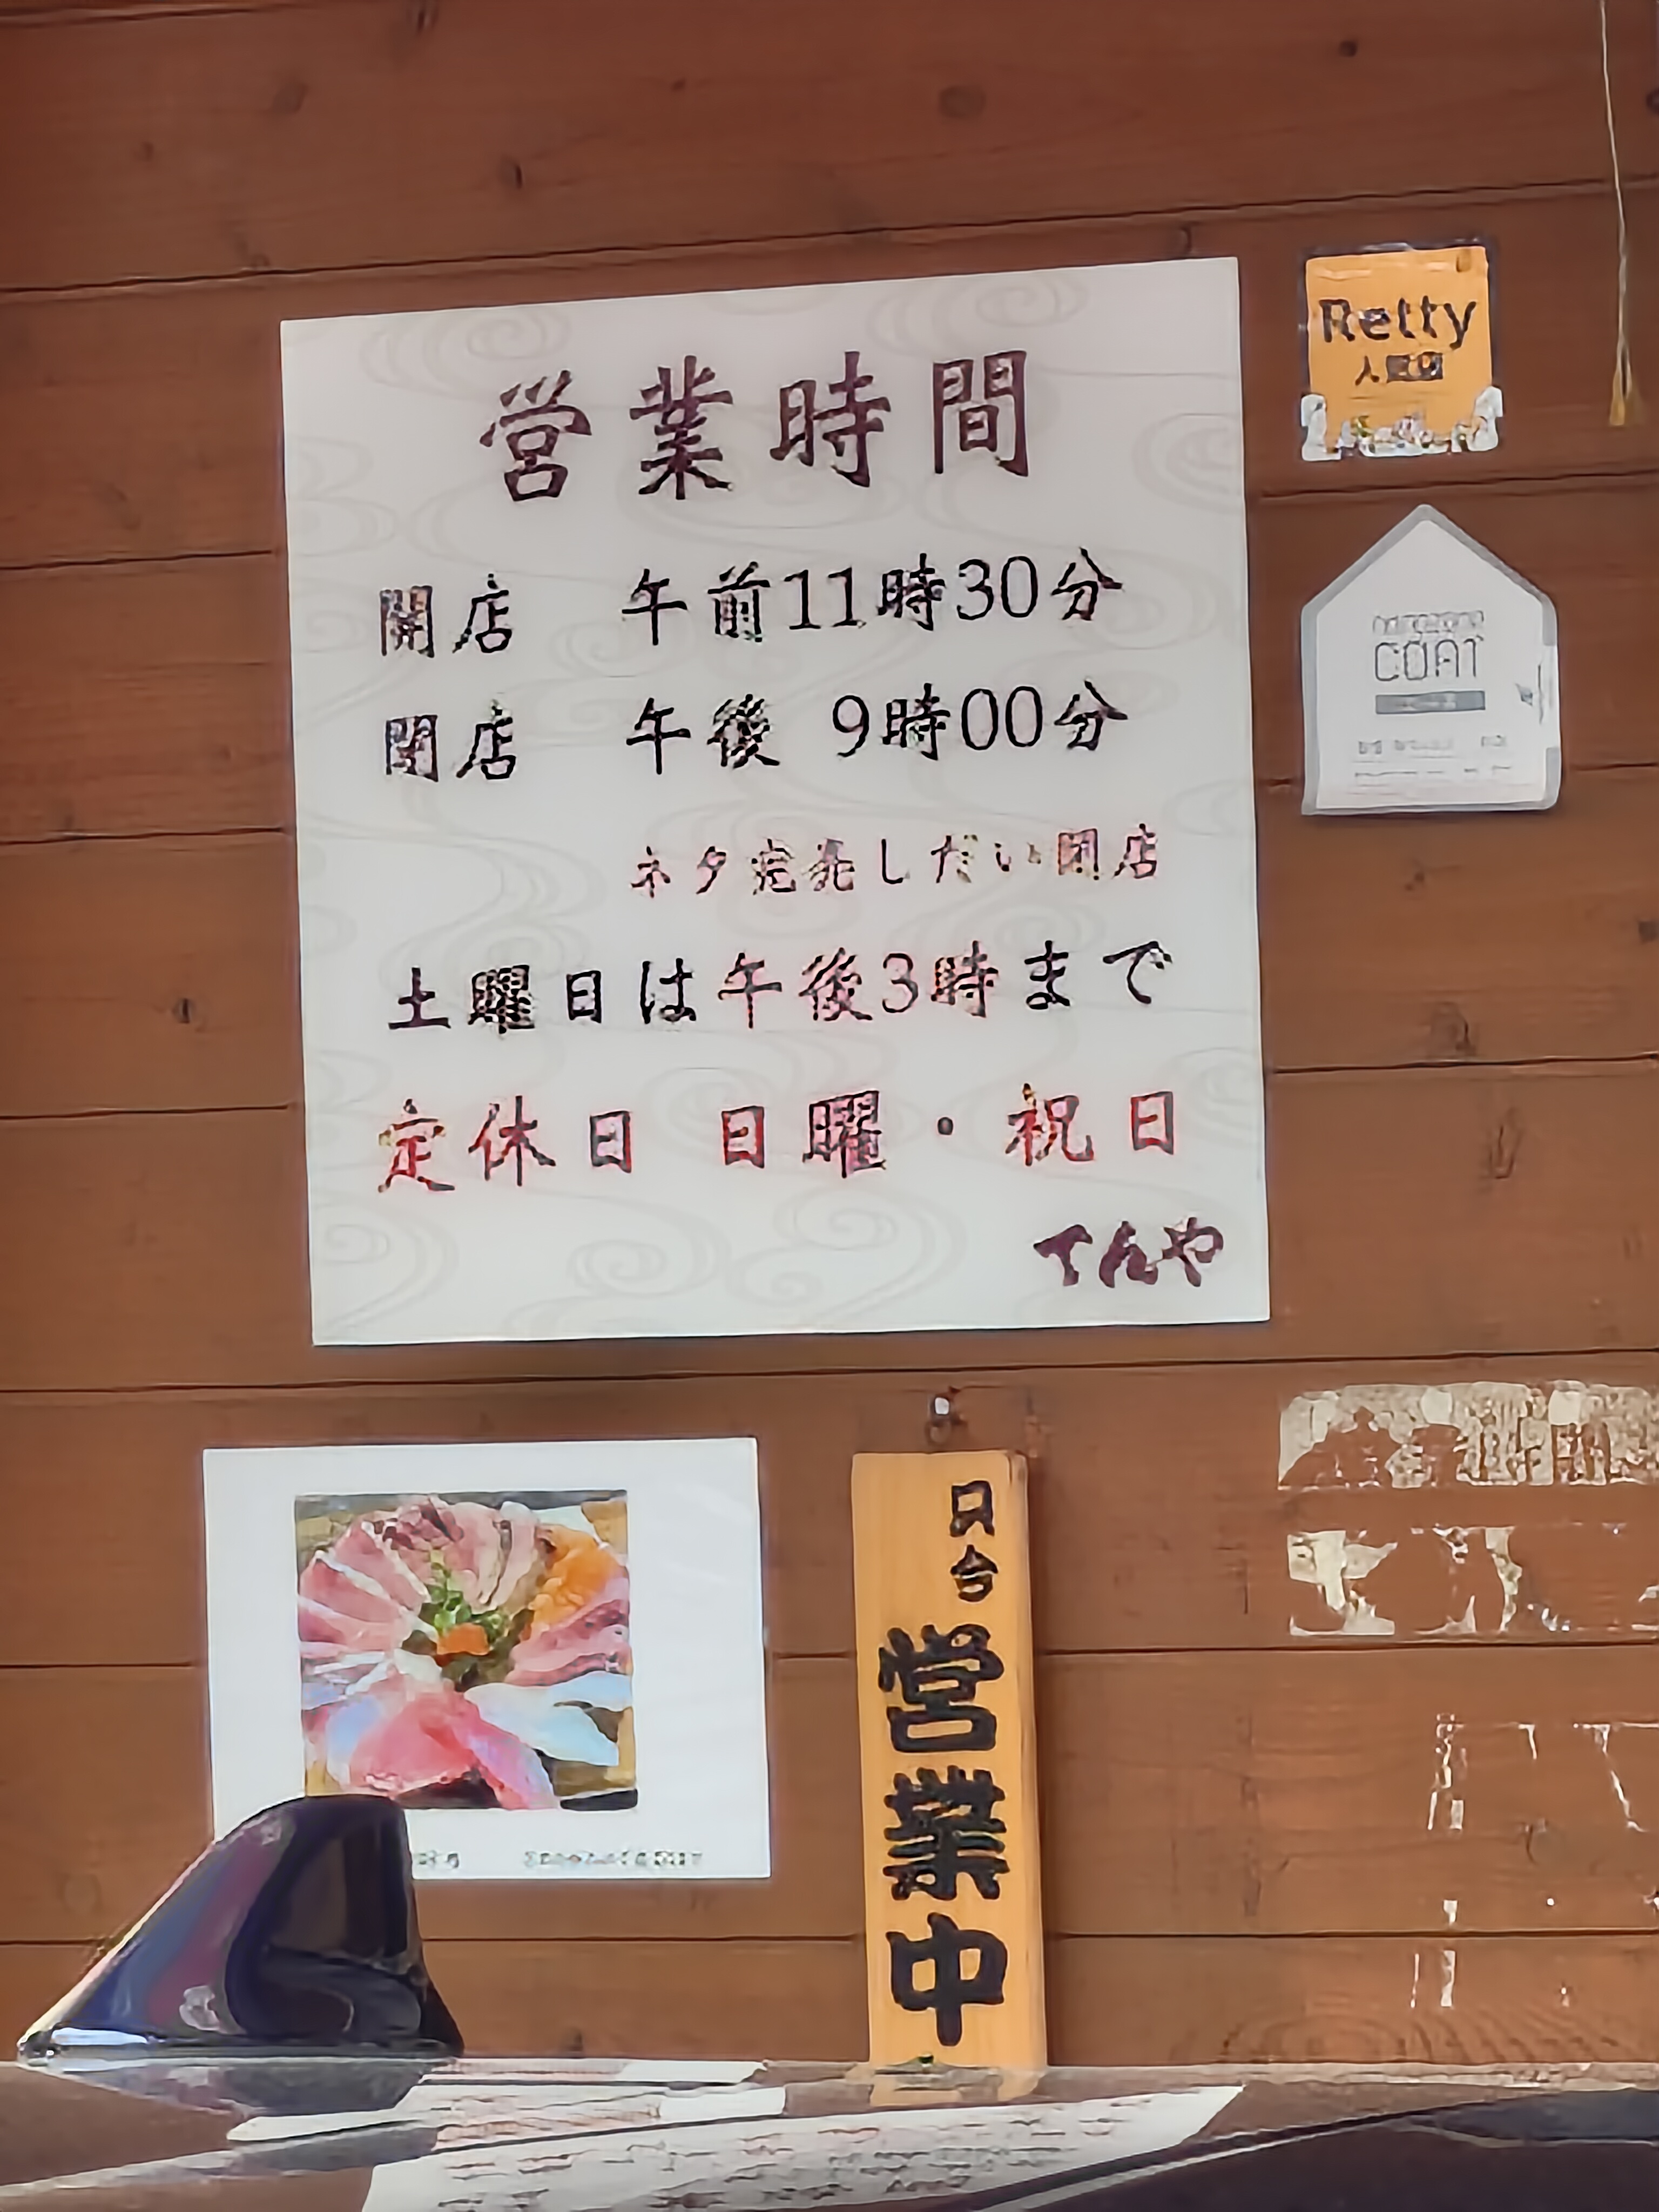 営業時間
開店 午前11時30分
閉店 午後 9時00分
ネタ完売しだい閉店
土曜日は午後3時まで
定休日 日曜・祝日
てんや
Retty
人気店
COAT
只今
営業中